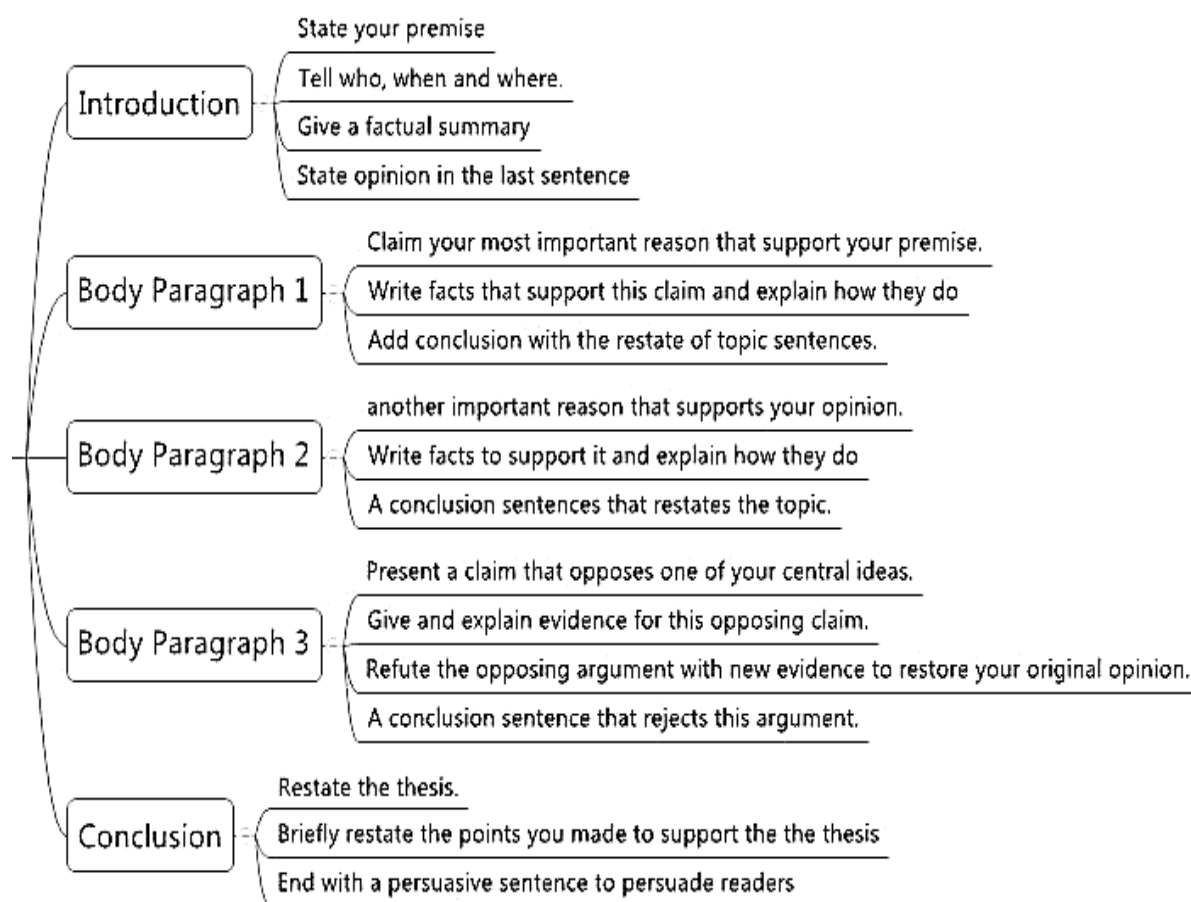 Introduction
State your premise
Tell who, when and where.
Give a factual summary
State opinion in the last sentence
Body Paragraph 1
Claim your most important reason that support your premise.
Write facts that support this claim and explain how they do
Add conclusion with the restate of topic sentences.
Body Paragraph 2
another important reason that supports your opinion.
Write facts to support it and explain how they do
A conclusion sentences that restates the topic.
Body Paragraph 3
Present a claim that opposes one of your central ideas.
Give and explain evidence for this opposing claim.
Refute the opposing argument with new evidence to restore your original opinion.
A conclusion sentence that rejects this argument.
Conclusion
Restate the thesis.
Briefly restate the points you made to support the the thesis
End with a persuasive sentence to persuade readers